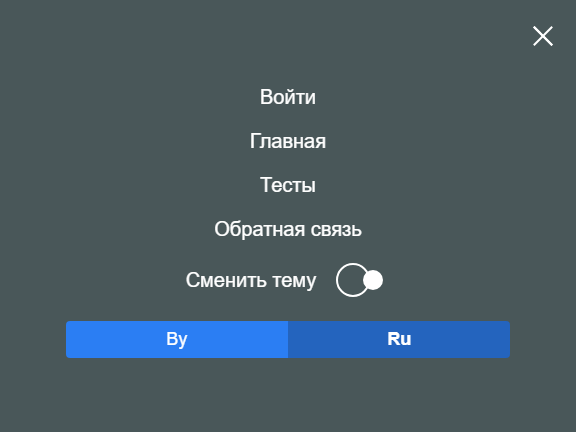 Войти
Главная
Тесты
Обратная связь
Сменить тему
By Ru